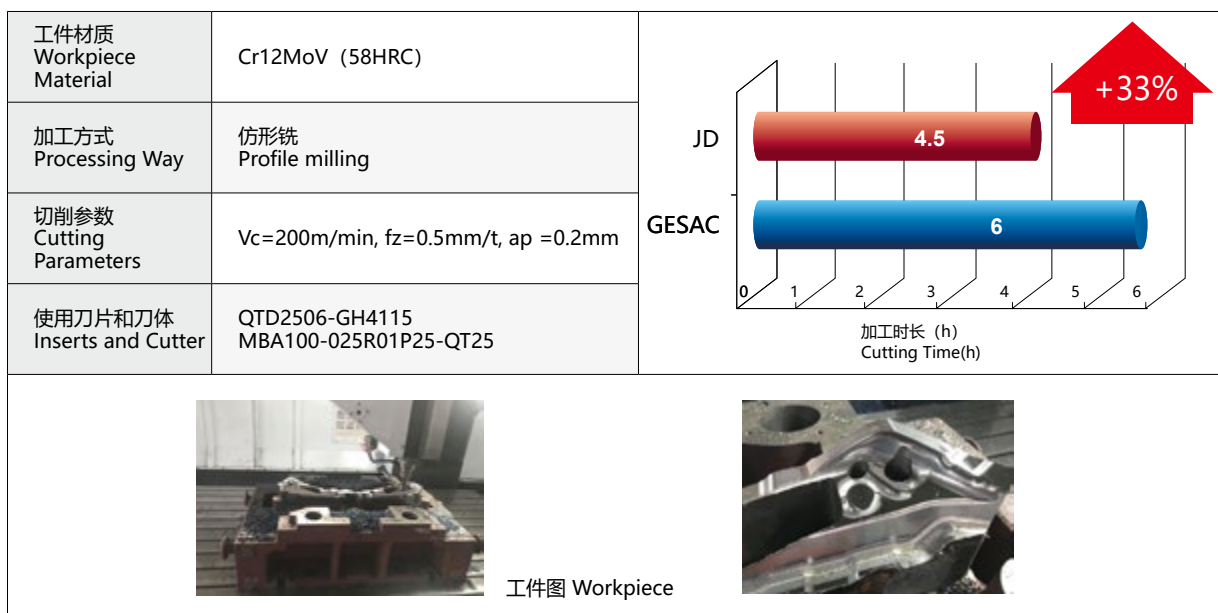 工件材质
Workpiece
Material
Cr12MoV（58HRC）
加工方式
Processing Way
仿形铣
Profile milling
切削参数
Cutting
Parameters
Vc=200m/min, fz=0.5mm/t, ap =0.2mm
使用刀片和刀体
Inserts and Cutter
QTD2506-GH4115
MBA100-025R01P25-QT25
+33%
JD
4.5
GESAC
6
0 1 2 3 4 5 6
加工时长（h）
Cutting Time(h)
工件图 Workpiece